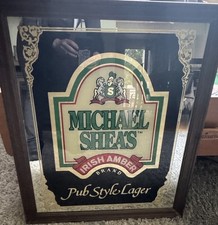 S
MICHAEL
SHEA'S
IRISH AMBER
BRAND
Pub Style·Lager